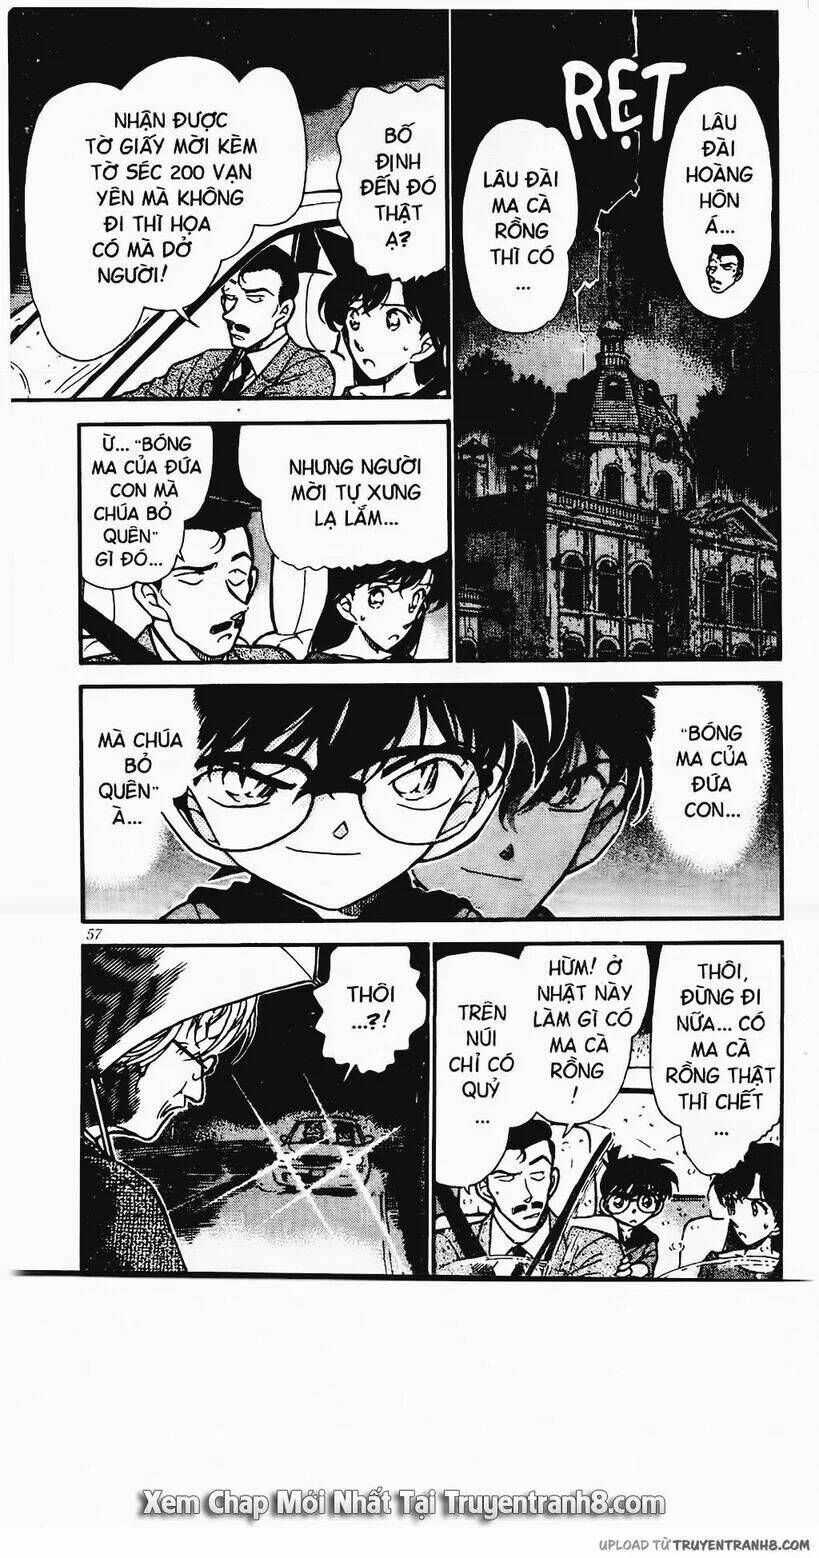 RẸT
LÂU
ĐÀI
HOÀNG
HÔN
Á...
LÂU ĐÀI
MA CÀ
RỒNG
THÌ CÓ
...
BỐ
ĐỊNH
ĐẾN ĐÓ
THẬT
Ạ?
NHẬN ĐƯỢC
TỜ GIẤY MỜI KÈM
TỜ SÉC 200 VẠN
YÊN MÀ KHÔNG
ĐI THÌ HỌA
CÓ MÀ DỞ
NGƯỜI!
NHƯNG NGƯỜI
MỜI TỰ XƯNG
LẠ LẮM...
Ừ... "BÓNG
MA CỦA ĐỨA
CON MÀ
CHÚA BỎ
QUÊN"
GÌ ĐÓ...
"BÓNG
MA CỦA
ĐỨA
CON...
MÀ CHÚA
BỎ
QUÊN"
À...
57
THÔI,
ĐỪNG ĐI
NỮA... CÓ
MA CÀ
RỒNG THẬT
THÌ CHẾT
...
HỪM! Ở
NHẬT NÀY
LÀM GÌ CÓ
MA CÀ
RỒNG
!
TRÊN
NÚI
CHỈ CÓ
QUỶ
...
THÔI
...?!
Xem Chap Mới Nhất Tại Truyentranh8.com
UPLOAD TỪ TRUYENTRANH8.COM